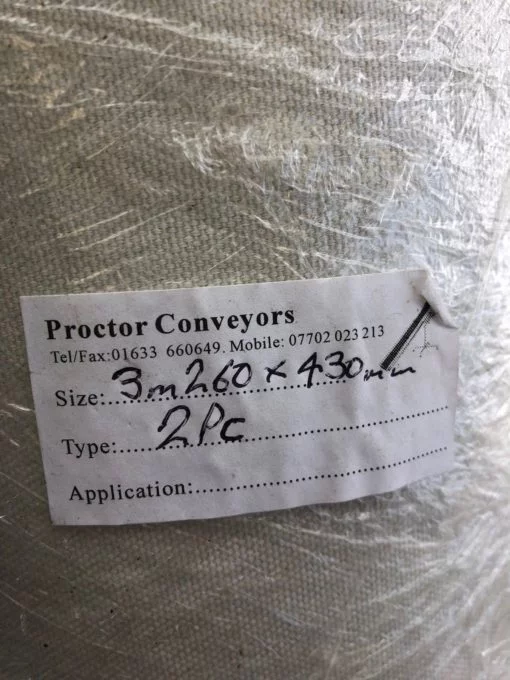 Proctor Conveyors
Tel/Fax:01633 660649. Mobile: 07702 023 213
Size:...3m260 x 430mm
Type:......2Pc..............................
Application:....................................